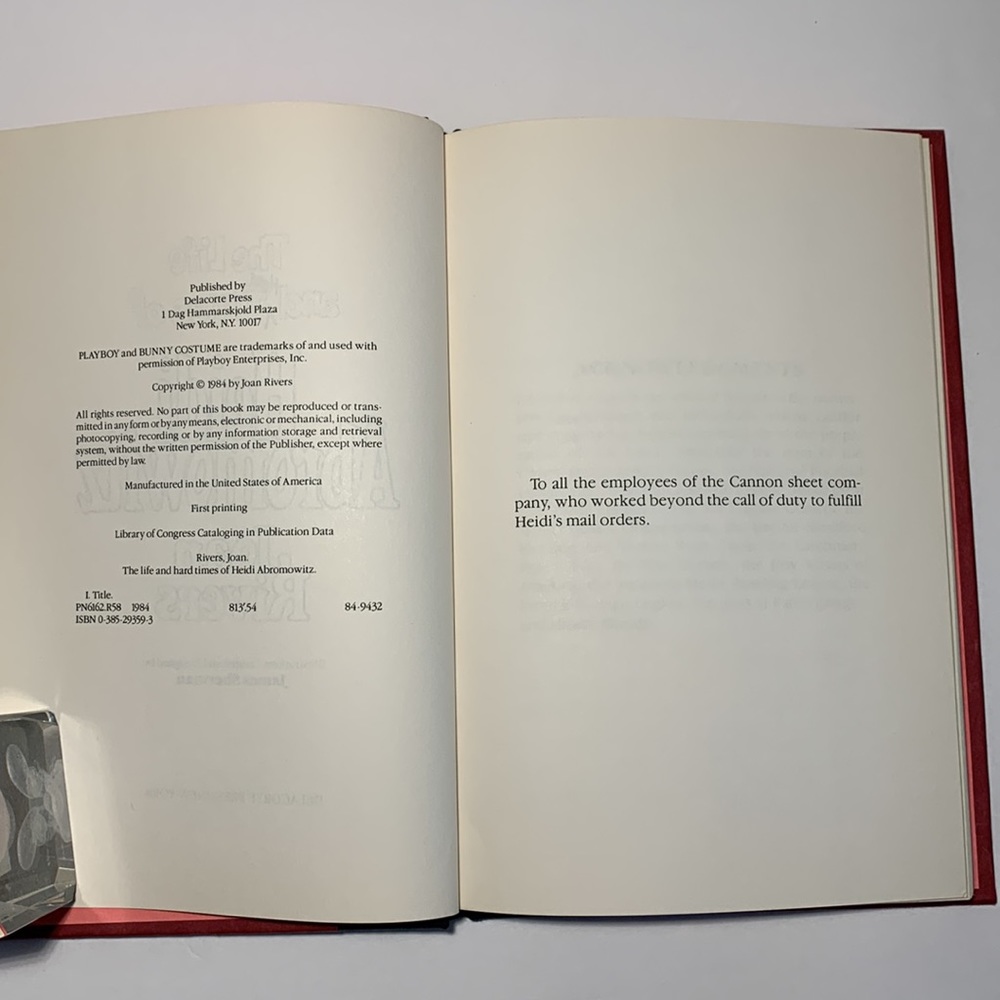 Published by
Delacorte Press
1 Dag Hammarskjold Plaza
New York, N.Y. 10017
PLAYBOY and BUNNY COSTUME are trademarks of and used with
permission of Playboy Enterprises, Inc.
Copyright © 1984 by Joan Rivers
All rights reserved. No part of this book may be reproduced or trans-
mitted in any form or by any means, electronic or mechanical, including
photocopying, recording or by any information storage and retrieval
system, without the written permission of the Publisher, except where
permitted by law.
Manufactured in the United States of America
First printing
Library of Congress Cataloging in Publication Data
Rivers, Joan.
The life and hard times of Heidi Abromowitz.
I. Title.
PN6162.R58 1984 813'.54 84-9432
ISBN 0-385-29359-3
To all the employees of the Cannon sheet com-
pany, who worked beyond the call of duty to fulfill
Heidi's mail orders.